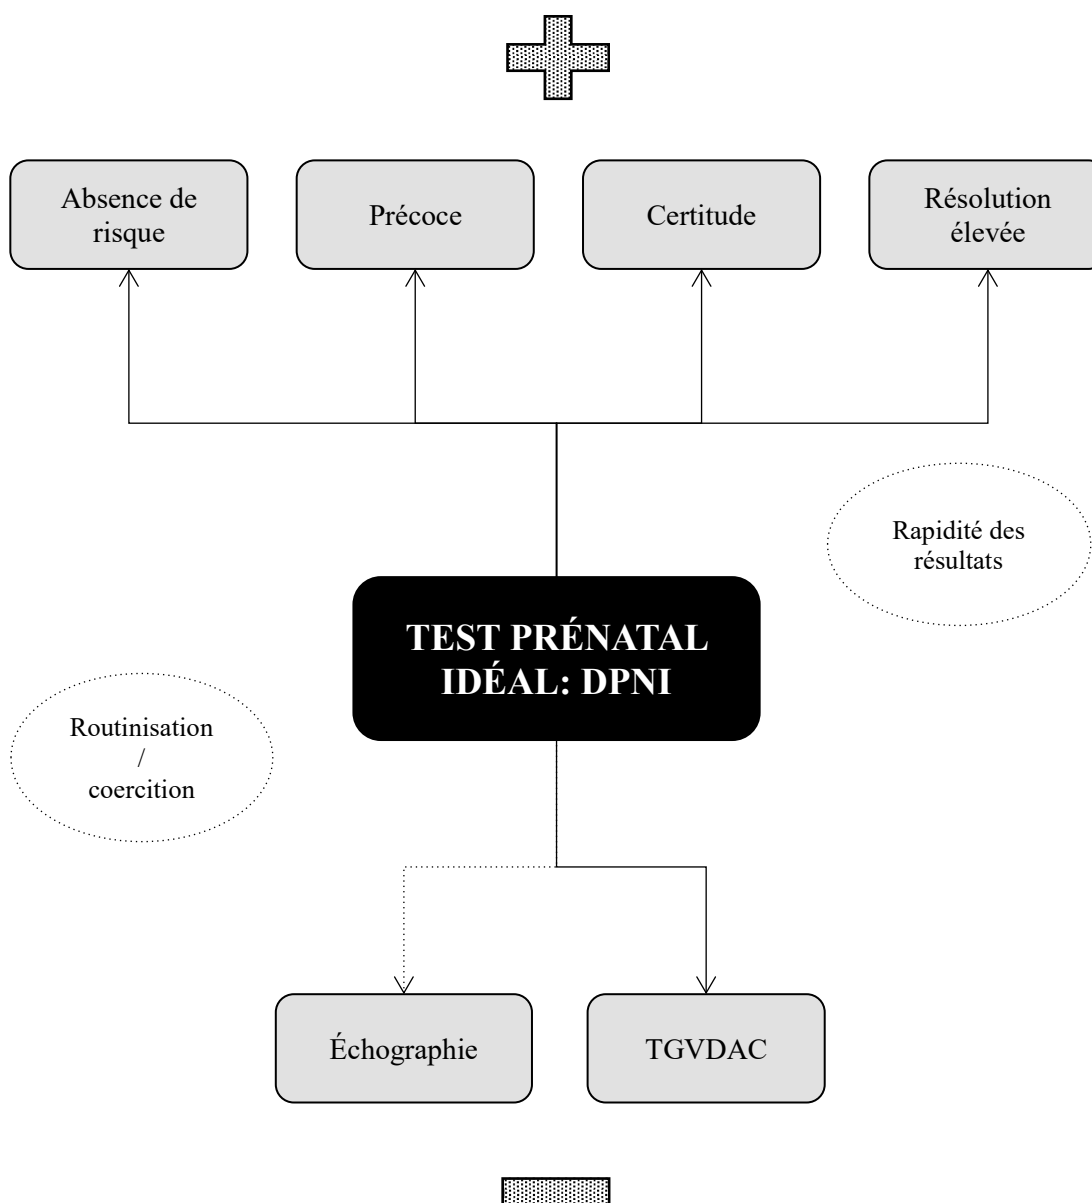 Absence de
risque
Précoce
Certitude
Résolution
élevée
Rapidité des
résultats
TEST PRÉNATAL
IDÉAL: DPNI
Routinisation
/
coercition
Échographie
TGVDAC